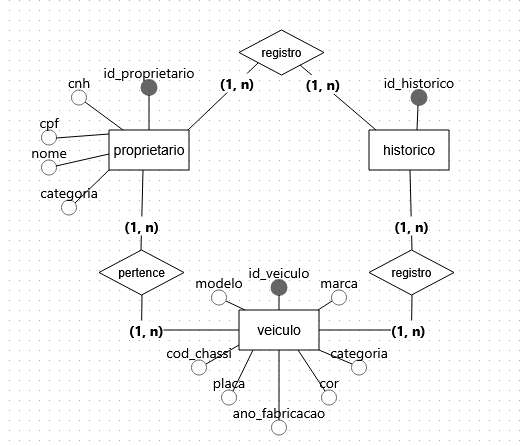 registro
id_proprietario
(1, n)
(1, n)
cnh
id_historico
cpf
nome
proprietario
historico
categoria
(1, n)
(1, n)
pertence
registro
modelo
id_veiculo
marca
(1, n)
veiculo
(1, n)
cod_chassi
categoria
placa
cor
ano_fabricacao